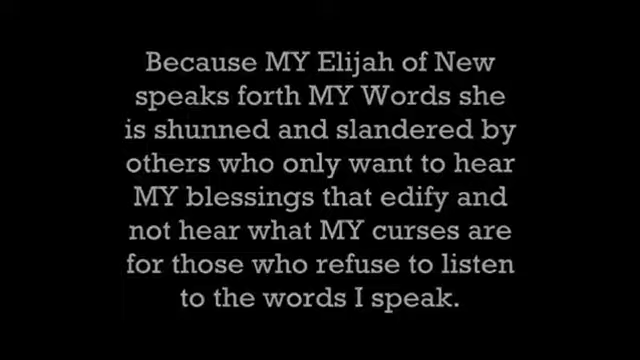 Because MY Elijah of New
speaks forth MY Words she
is shunned and slandered by
others who only want to hear
MY blessings that edify and
not hear what MY curses are
for those who refuse to listen
to the words I speak.